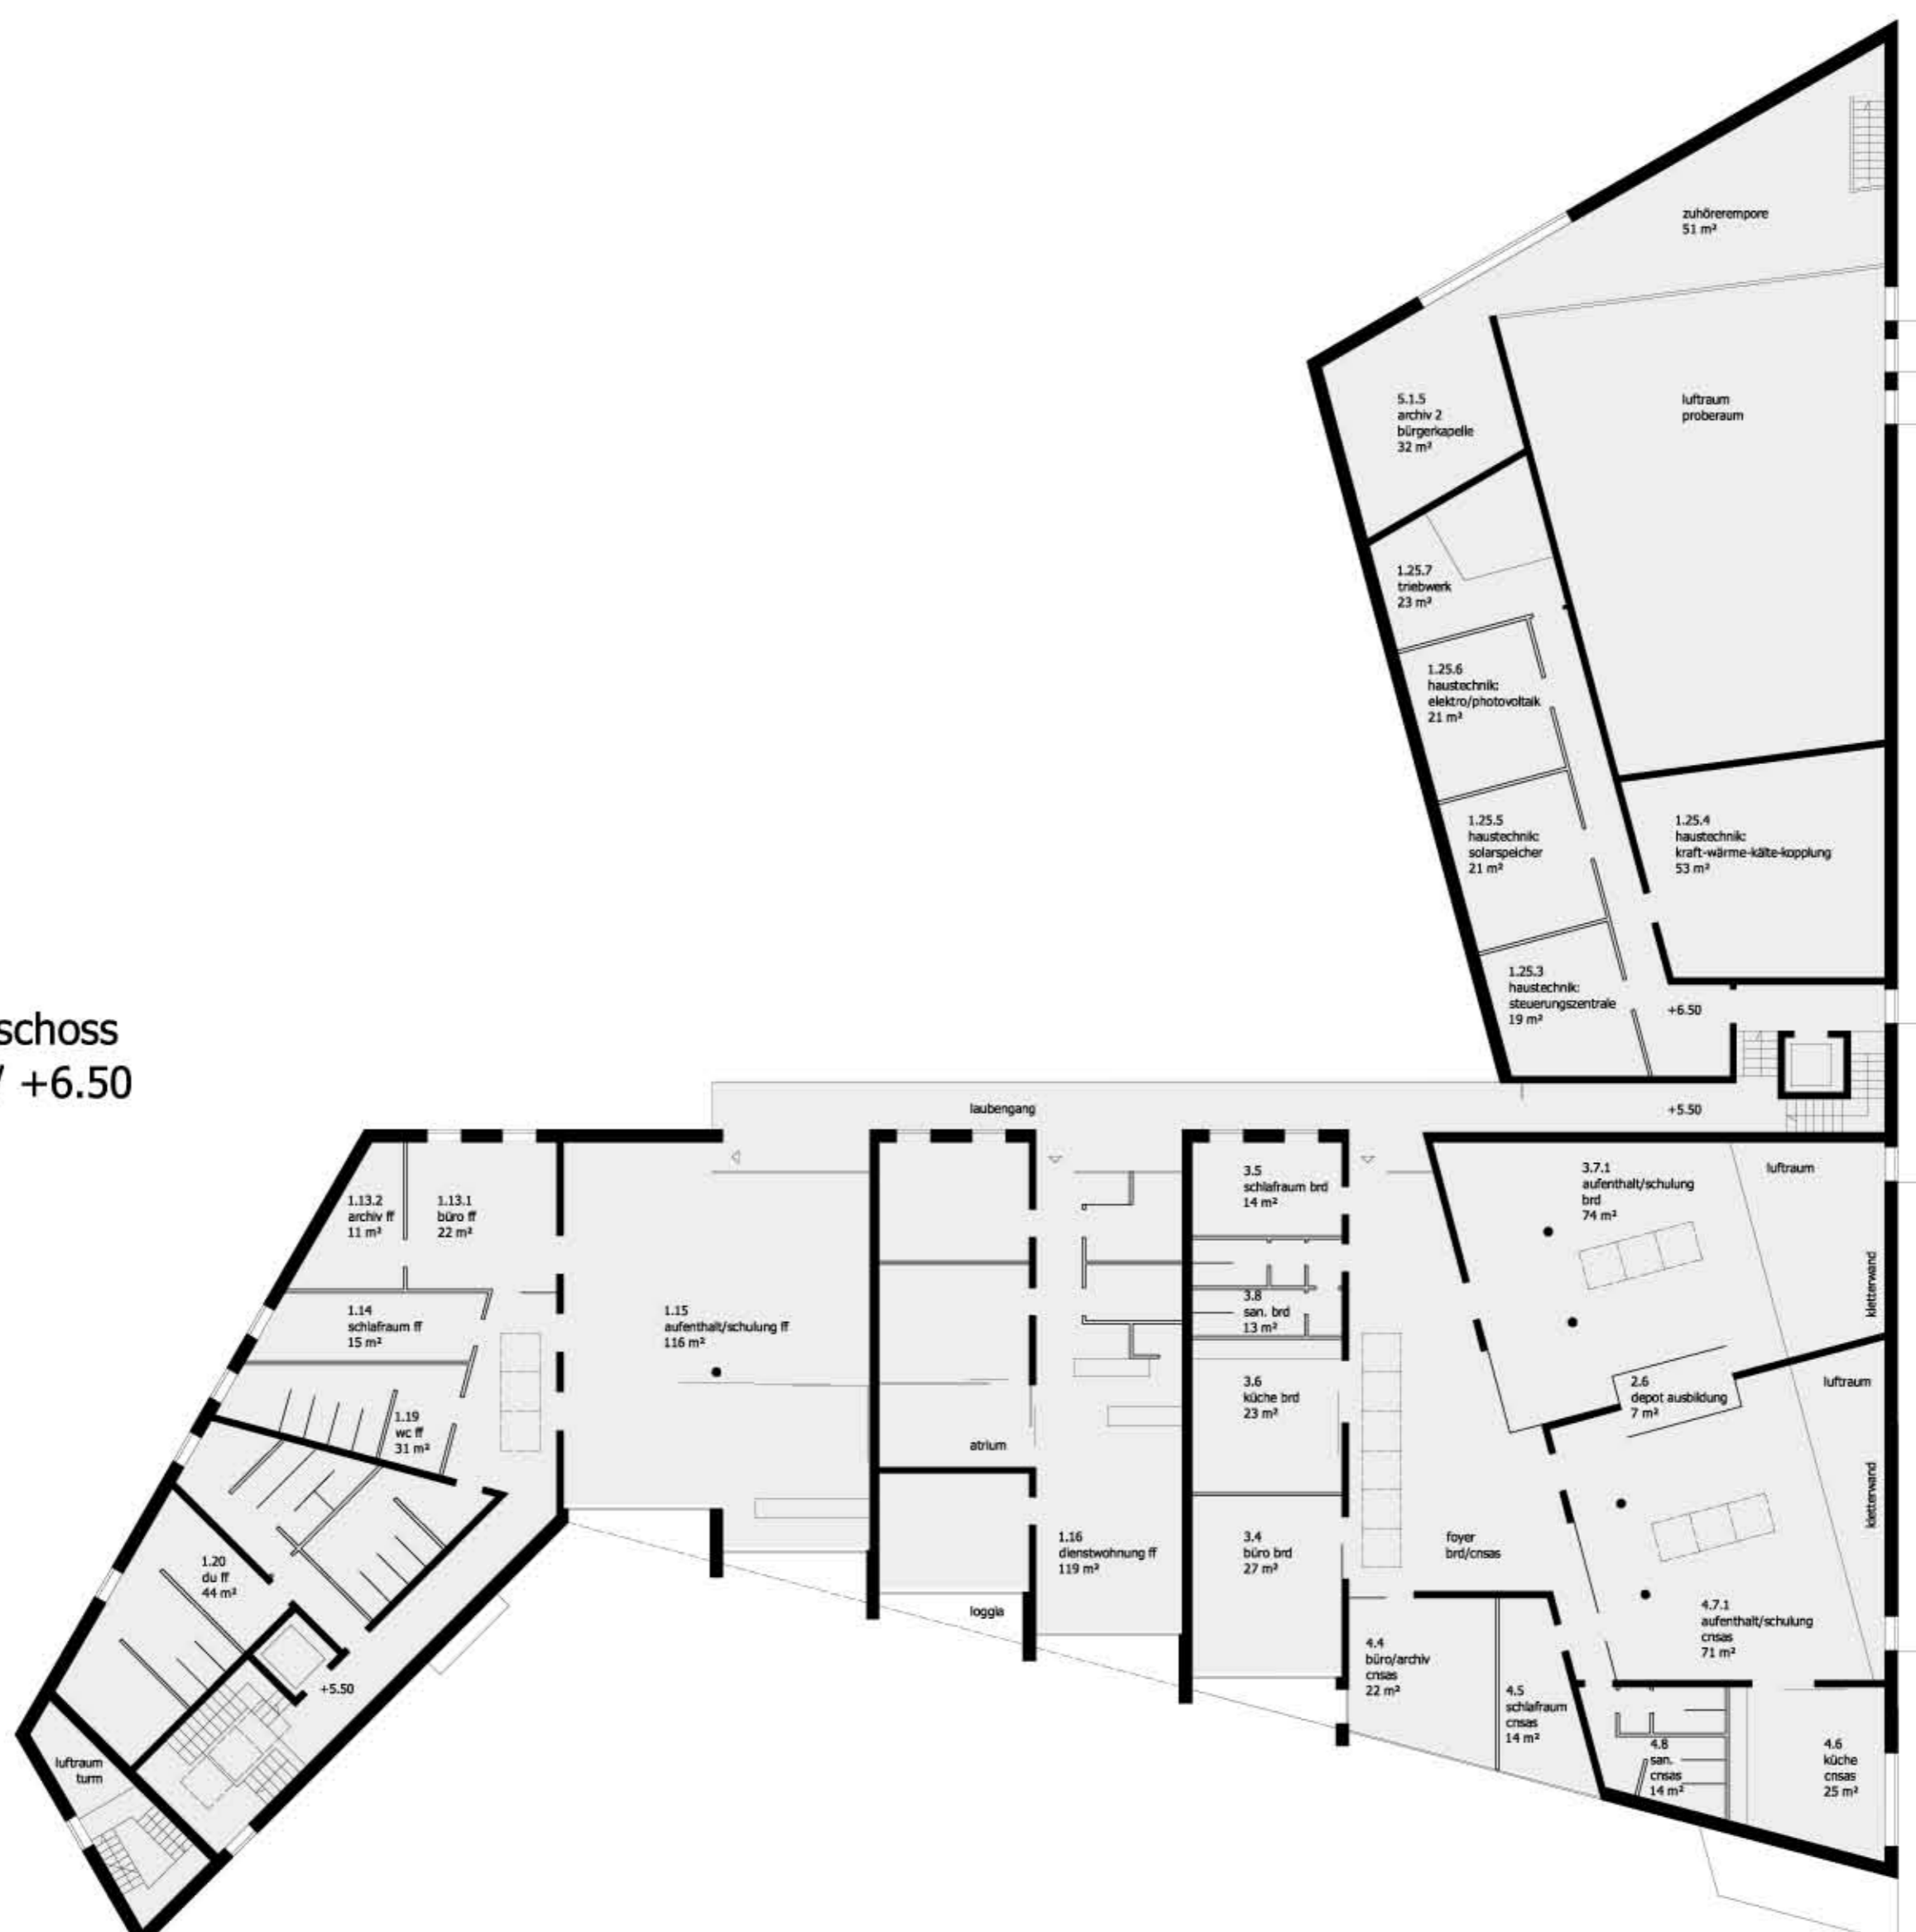 zuhörerempore
51 m²
5.1.5
archiv 2
bürgerkapelle
32 m²
luftraum
proberaum
1.25.7
triebwerk
23 m²
1.25.6
haustechnik:
elektro/photovoltaik
21 m²
1.25.5
haustechnik:
solarspeicher
21 m²
1.25.4
haustechnik:
kraft-wärme-kälte-kopplung
53 m²
1.25.3
haustechnik:
steuerungszentrale
19 m²
+6.50
schoss
/ +6.50
laubengang
+5.50
1.13.2
archiv ff
11 m²
1.13.1
büro ff
22 m²
3.5
schlafraum brd
14 m²
3.7.1
aufenthalt/schulung
brd
74 m²
luftraum
kletterwand
1.14
schlafraum ff
15 m²
1.15
aufenthalt/schulung ff
116 m²
3.8
san. brd
13 m²
3.6
küche brd
23 m²
2.6
depot ausbildung
7 m²
luftraum
1.19
wc ff
31 m²
atrium
kletterwand
1.20
du ff
44 m²
1.16
dienstwohnung ff
119 m²
3.4
büro brd
27 m²
foyer
brd/cnsas
loggia
4.7.1
aufenthalt/schulung
cnsas
71 m²
4.4
büro/archiv
cnsas
22 m²
4.5
schlafraum
cnsas
14 m²
+5.50
4.8
san.
cnsas
14 m²
4.6
küche
cnsas
25 m²
luftraum
turm